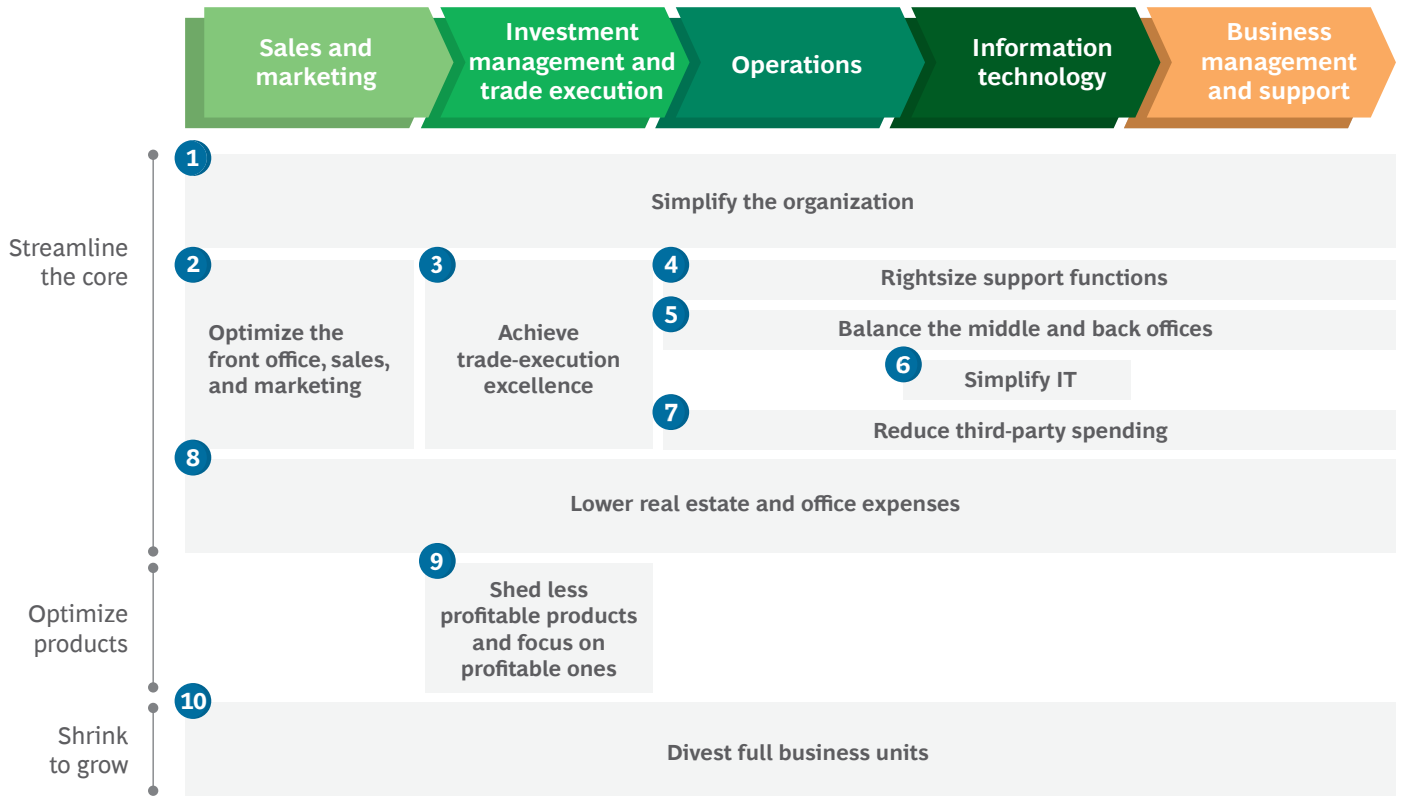 Sales and
marketing
Investment
management and
trade execution
Operations
Information
technology
Business
management
and support
Streamline
the core
1
Simplify the organization
2
Optimize the
front office, sales,
and marketing
3
Achieve
trade-execution
excellence
4
Rightsize support functions
5
Balance the middle and back offices
6
Simplify IT
7
Reduce third-party spending
8
Lower real estate and office expenses
Optimize
products
9
Shed less
profitable products
and focus on
profitable ones
Shrink
to grow
10
Divest full business units